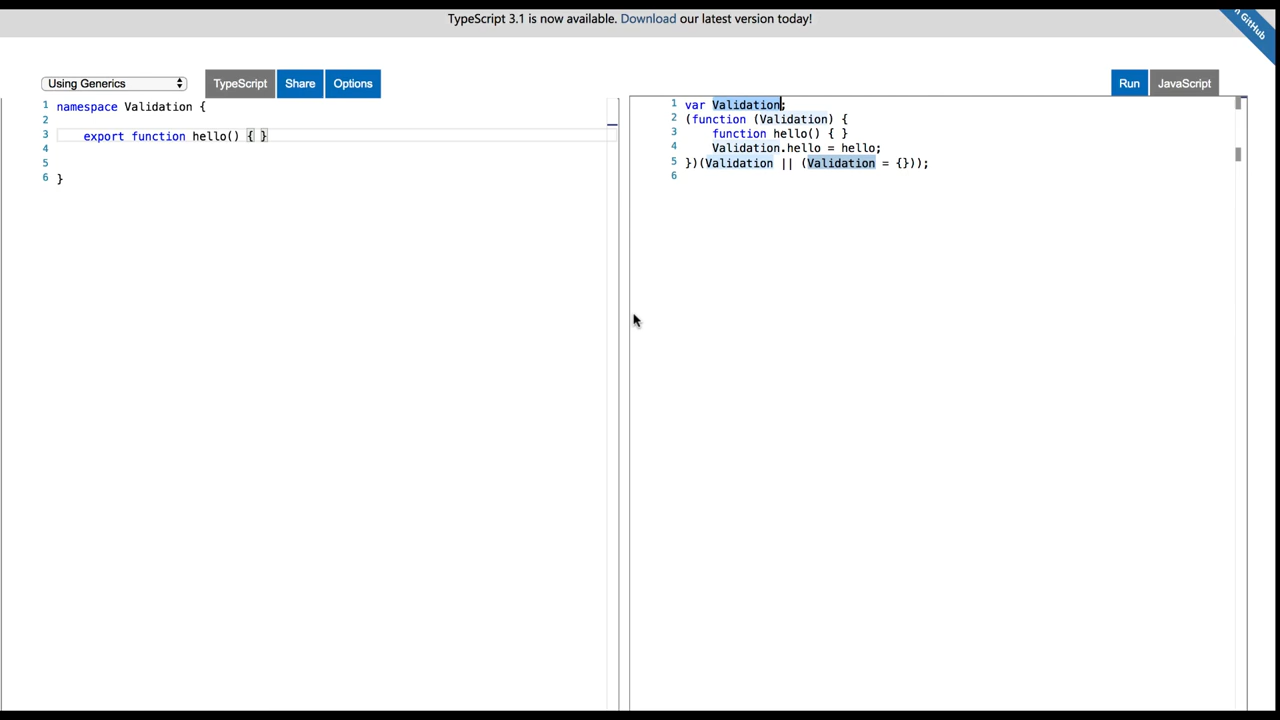 TypeScript 3.1 is now available. Download our latest version today!
GitHub
Using Generics TypeScript Share Options Run JavaScript
1 namespace Validation {
2
3 export function hello() { }
4
5
6 }
1 var Validation;
2 (function (Validation) {
3 function hello() { }
4 Validation.hello = hello;
5 })(Validation || (Validation = {}));
6